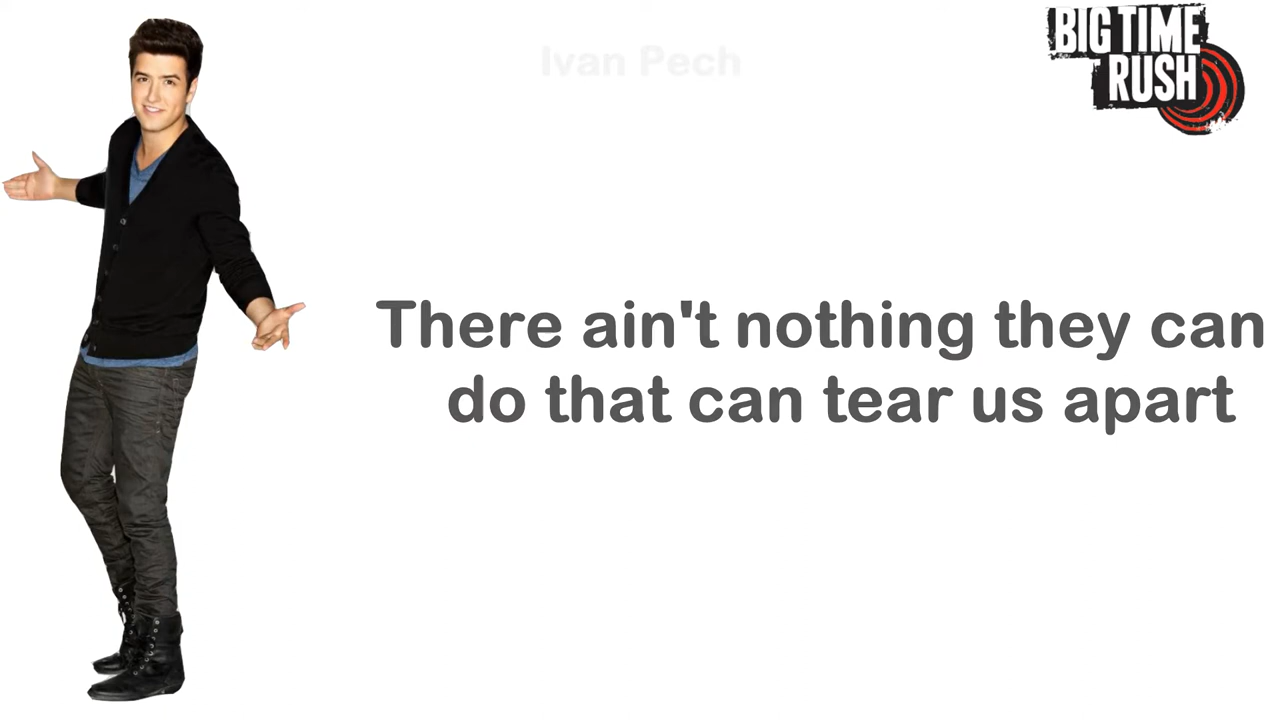 BIG TIME
RUSH
Ivan Pech
There ain't nothing they can
do that can tear us apart